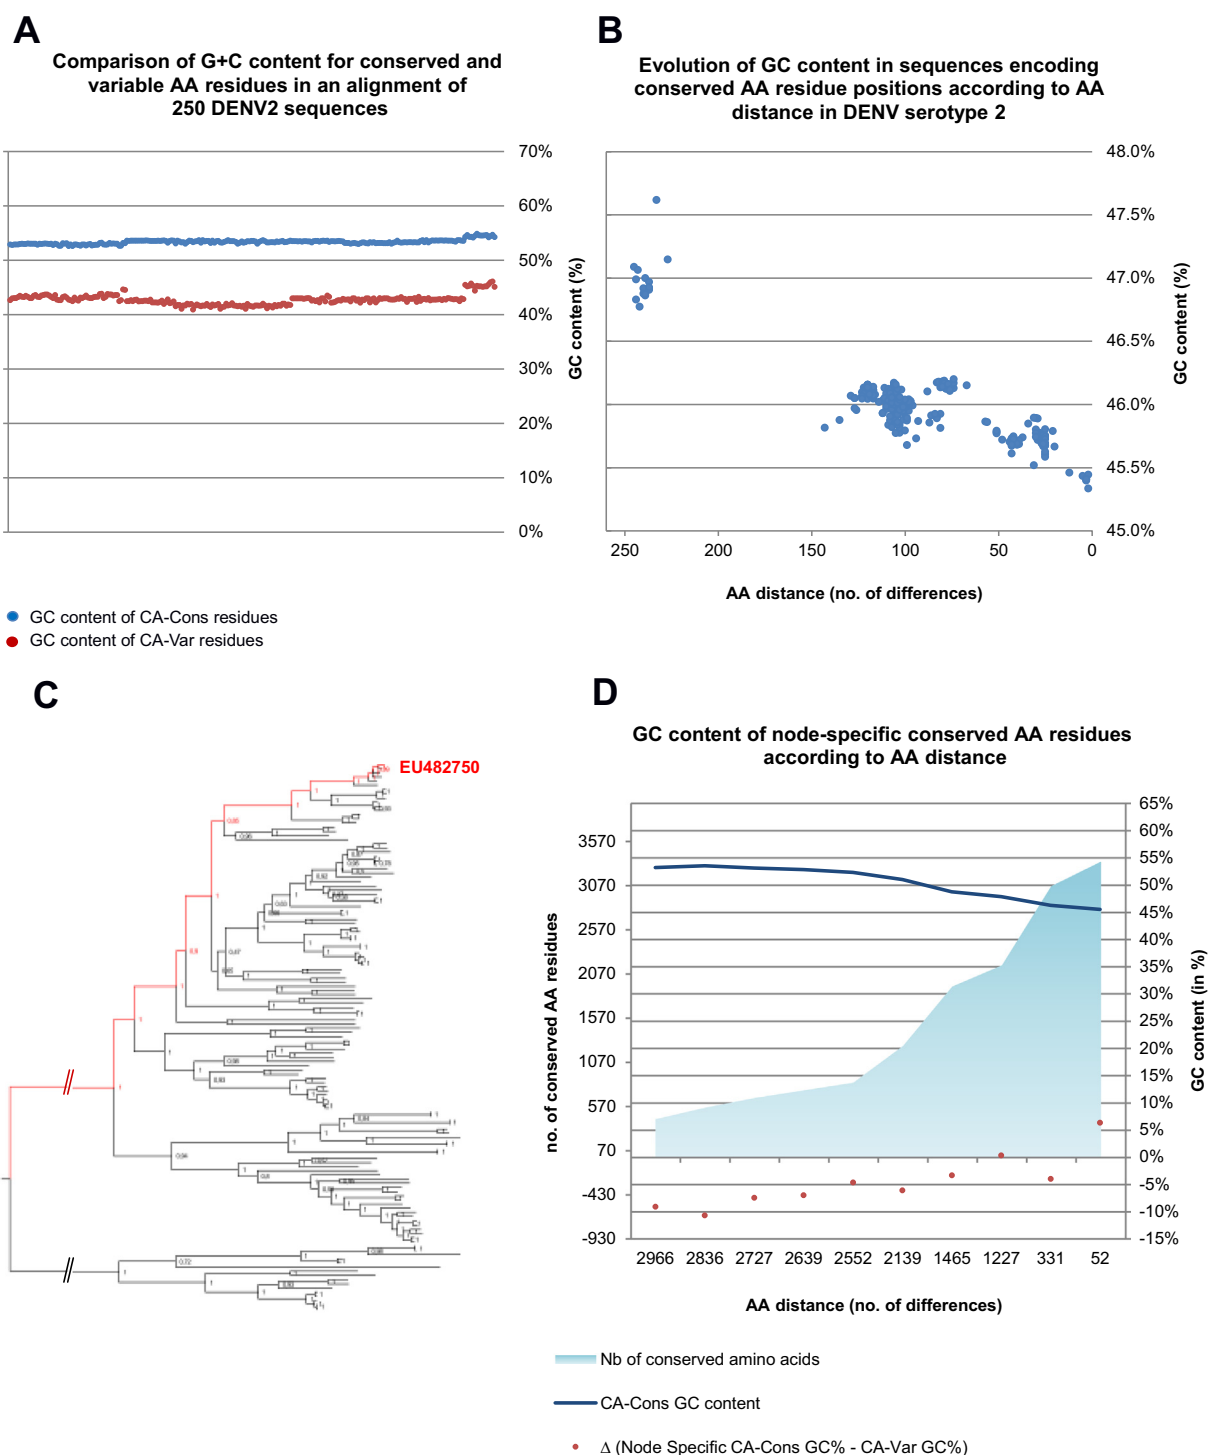 A
Comparison of G+C content for conserved and
variable AA residues in an alignment of
250 DENV2 sequences
70%
60%
50%
40%
30%
20%
10%
0%
GC content (%)
GC content of CA-Cons residues
GC content of CA-Var residues
B
Evolution of GC content in sequences encoding
conserved AA residue positions according to AA
distance in DENV serotype 2
48.0%
47.5%
47.0%
46.5%
46.0%
45.5%
45.0%
GC content (%)
250 200 150 100 50 0
AA distance (no. of differences)
C
EU482750
D
GC content of node-specific conserved AA residues
according to AA distance
no. of conserved AA residues
3570
3070
2570
2070
1570
1070
570
70
-430
-930
65%
60%
55%
50%
45%
40%
35%
30%
25%
20%
15%
10%
5%
0%
-5%
-10%
-15%
GC content (in %)
2966 2836 2727 2639 2552 2139 1465 1227 331 52
AA distance (no. of differences)
Nb of conserved amino acids
CA-Cons GC content
Δ (Node Specific CA-Cons GC% - CA-Var GC%)